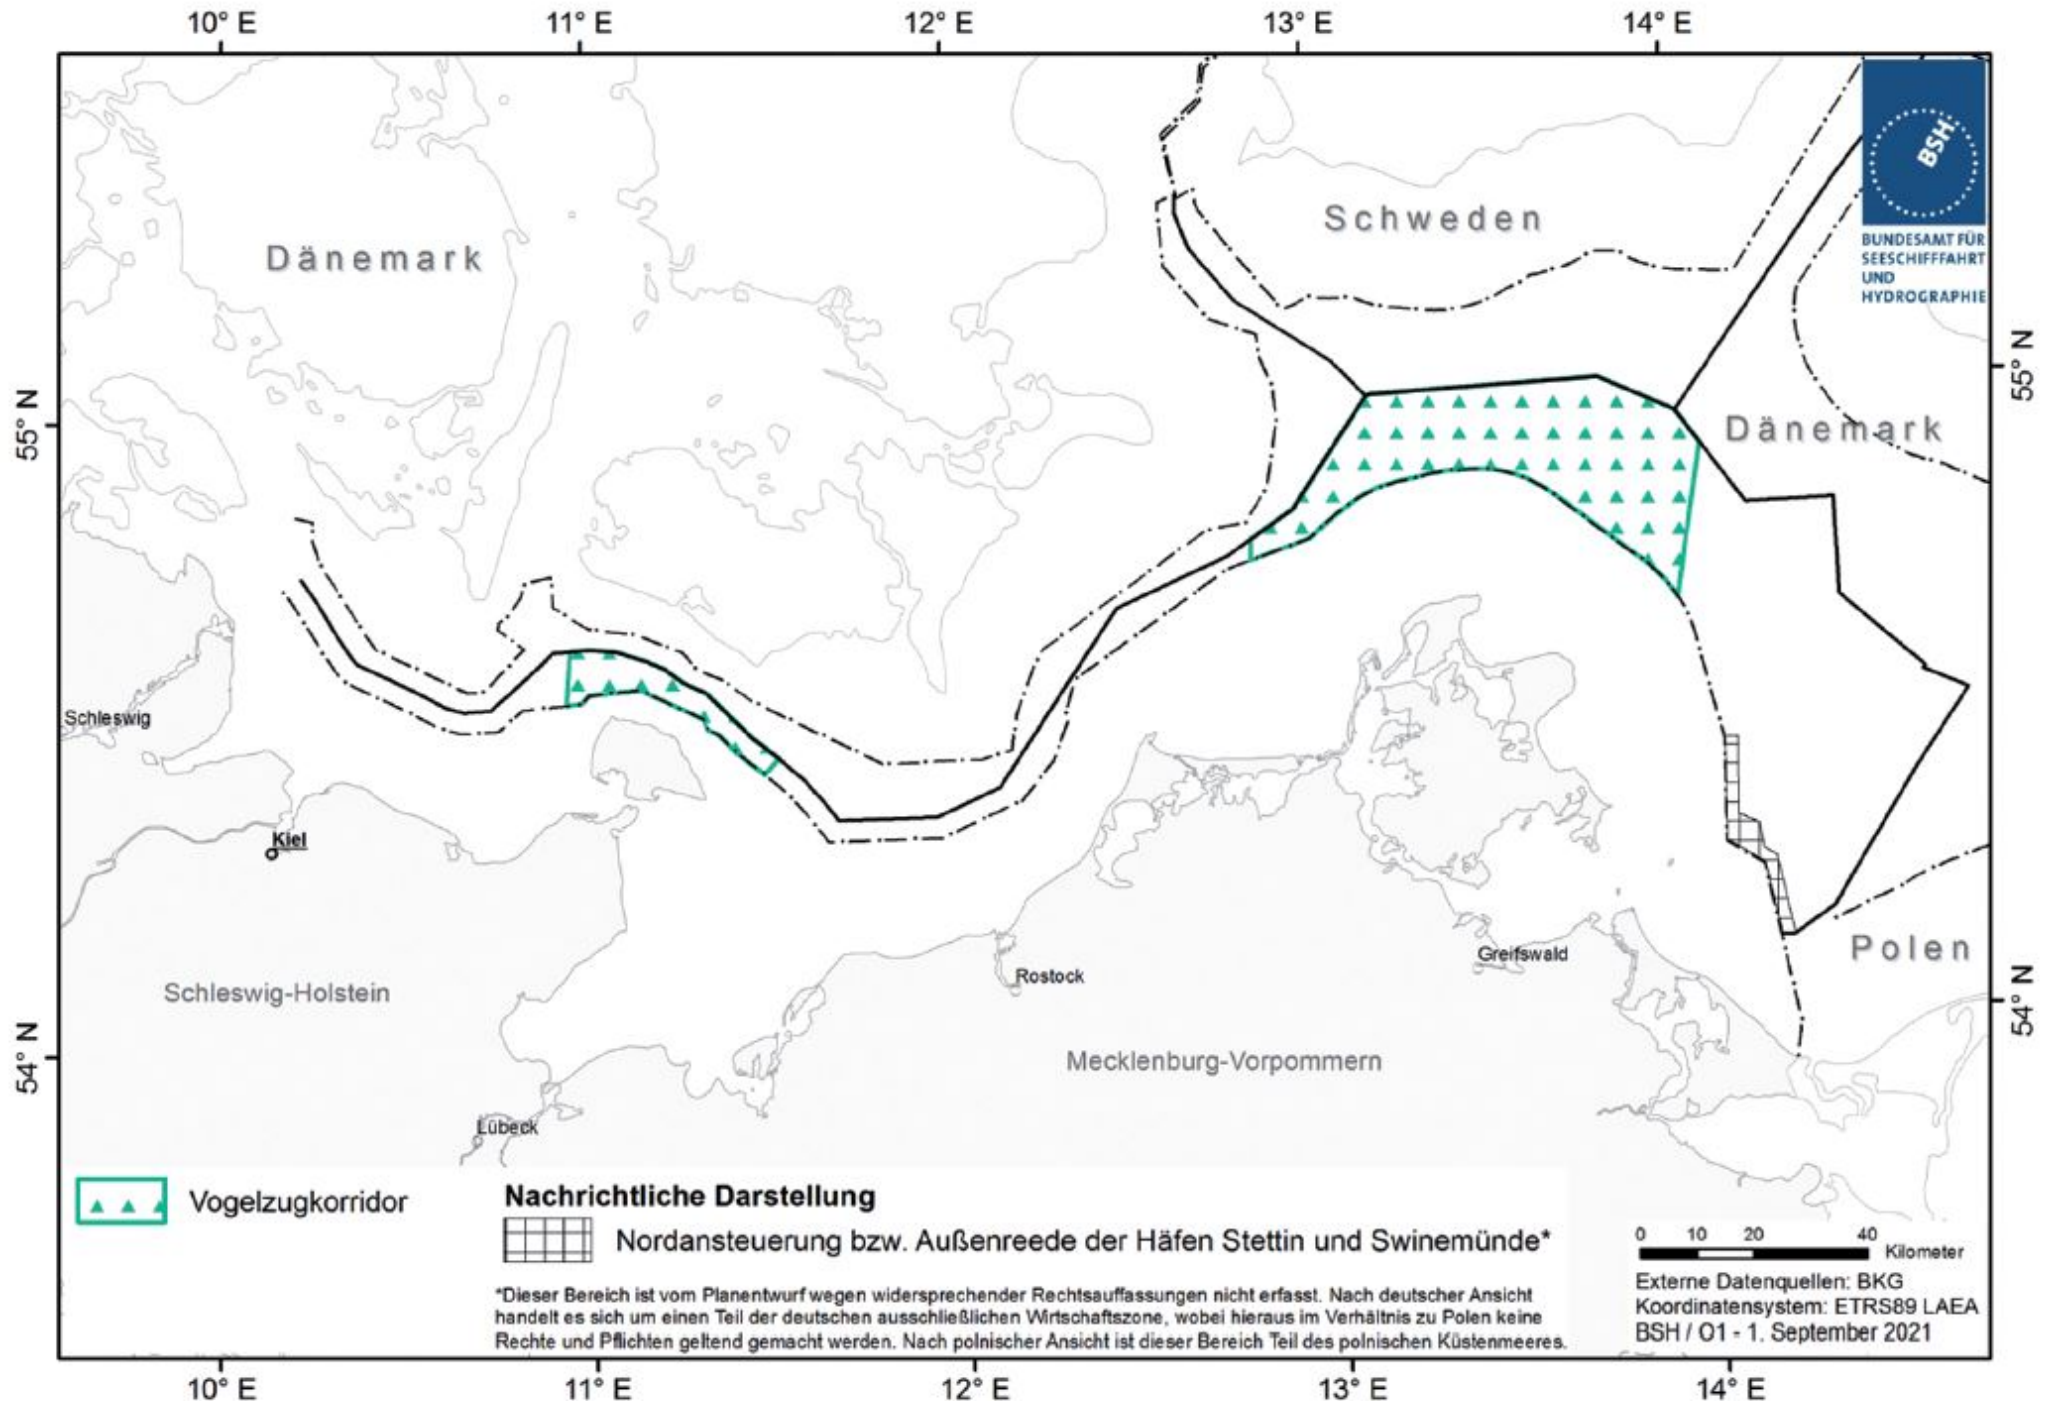 10° E 11° E 12° E 13° E 14° E
BSH
BUNDESAMT FÜR
SEESCHIFFFAHRT
UND
HYDROGRAPHIE
Schweden
Dänemark
55° N
55° N
Dänemark
Schleswig
Kiel
Polen
Greifswald
Rostock
Schleswig-Holstein
54° N
54° N
Mecklenburg-Vorpommern
Lübeck
Vogelzugkorridor
Nachrichtliche Darstellung
Nordansteuerung bzw. Außenreede der Häfen Stettin und Swinemünde*
*Dieser Bereich ist vom Planentwurf wegen widersprechender Rechtsauffassungen nicht erfasst. Nach deutscher Ansicht
handelt es sich um einen Teil der deutschen ausschließlichen Wirtschaftszone, wobei hieraus im Verhältnis zu Polen keine
Rechte und Pflichten geltend gemacht werden. Nach polnischer Ansicht ist dieser Bereich Teil des polnischen Küstenmeeres.
0 10 20 40
Kilometer
Externe Datenquellen: BKG
Koordinatensystem: ETRS89 LAEA
BSH / O1 - 1. September 2021
10° E 11° E 12° E 13° E 14° E